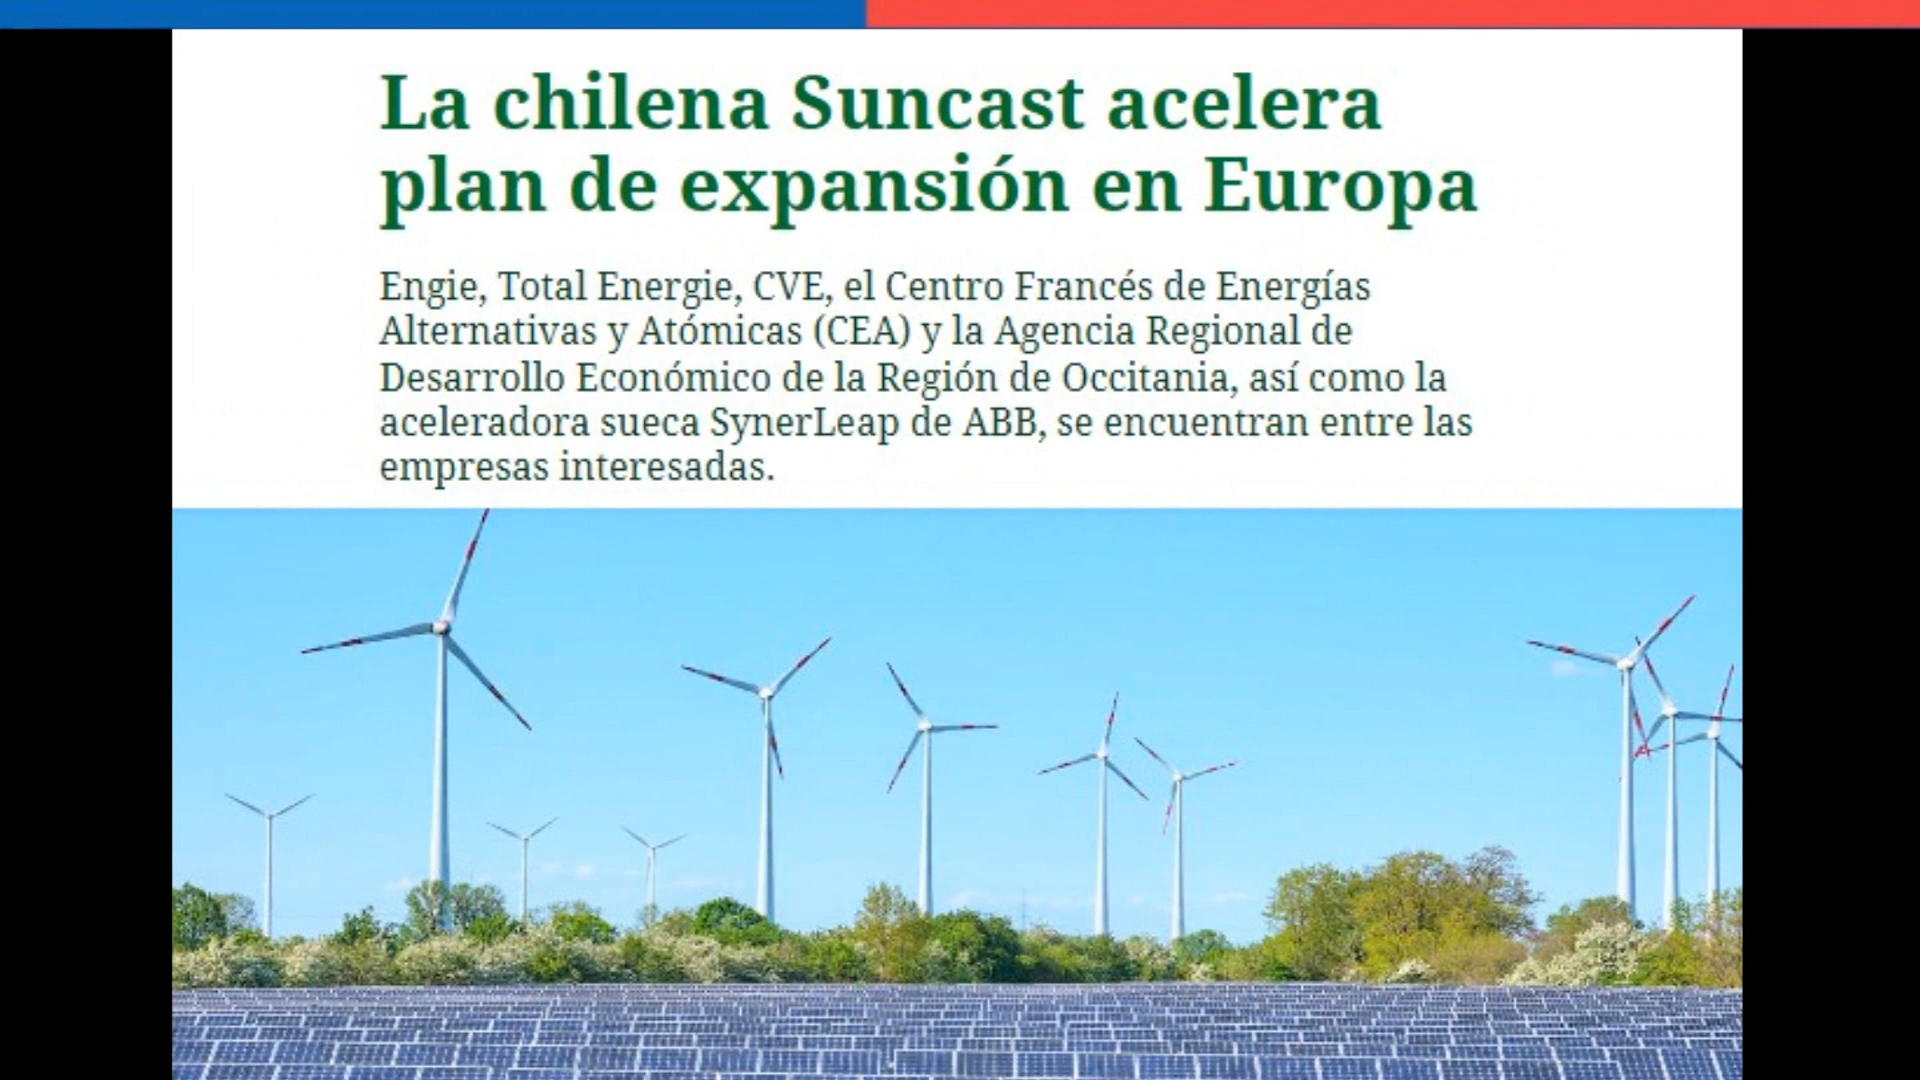 La chilena Suncast acelera
plan de expansión en Europa
Engie, Total Energie, CVE, el Centro Francés de Energías
Alternativas y Atómicas (CEA) y la Agencia Regional de
Desarrollo Económico de la Región de Occitania, así como la
aceleradora sueca SynerLeap de ABB, se encuentran entre las
empresas interesadas.